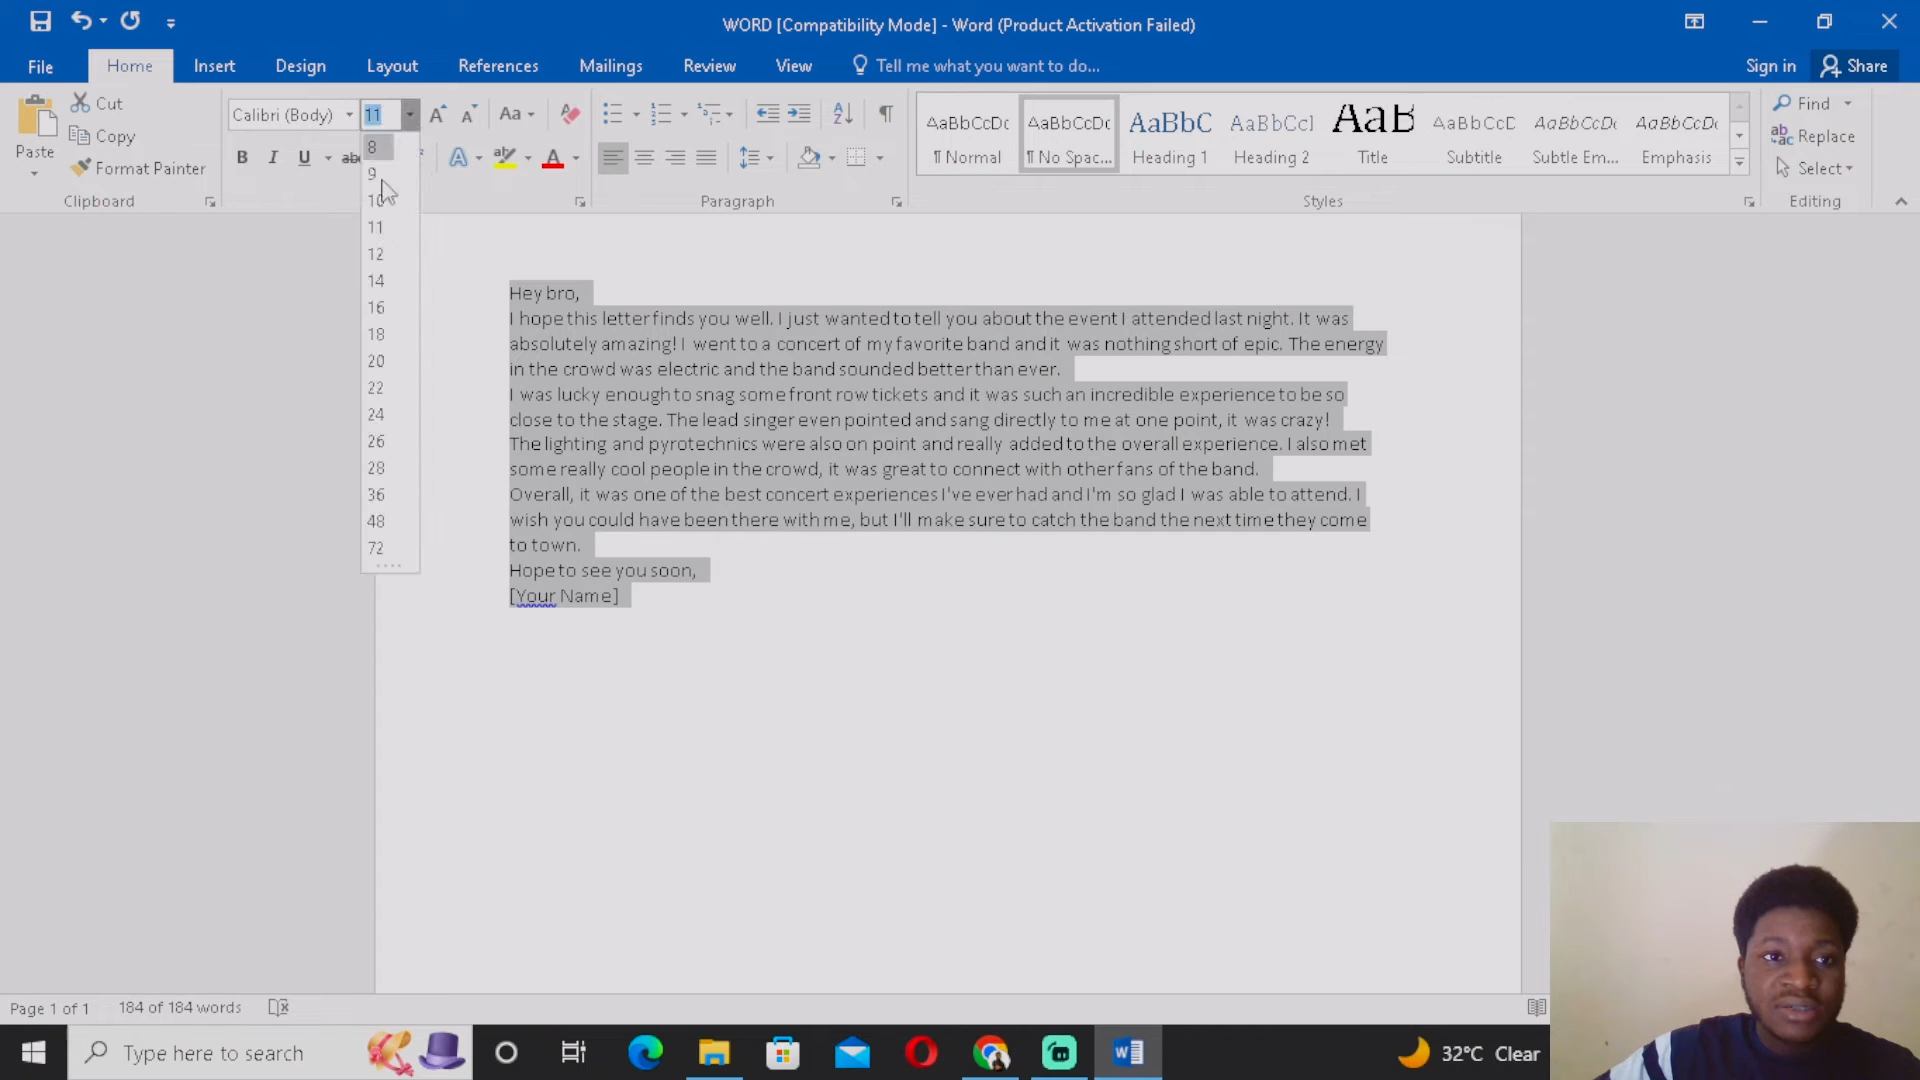 WORD [Compatibility Mode] - Word (Product Activation Failed)
File Home Insert Design Layout References Mailings Review View Tell me what you want to do... Sign in Share
Paste
Cut
Copy
Format Painter
Clipboard
Calibri (Body) 11
Aa
B I U abc
A aby A
Paragraph
AaBbCcDc AaBbCcDc AaBbC AaBbCcI AaB AaBbCcD AaBbCcDc AaBbCcDc
¶ Normal ¶ No Spac... Heading 1 Heading 2 Title Subtitle Subtle Em... Emphasis
Styles
Find
Replace
Select
Editing
8
9
10
11
12
14
16
18
20
22
24
26
28
36
48
72
Hey bro,
I hope this letter finds you well. I just wanted to tell you about the event I attended last night. It was
absolutely amazing! I went to a concert of my favorite band and it was nothing short of epic. The energy
in the crowd was electric and the band sounded better than ever.
I was lucky enough to snag some front row tickets and it was such an incredible experience to be so
close to the stage. The lead singer even pointed and sang directly to me at one point, it was crazy!
The lighting and pyrotechnics were also on point and really added to the overall experience. I also met
some really cool people in the crowd, it was great to connect with other fans of the band.
Overall, it was one of the best concert experiences I've ever had and I'm so glad I was able to attend. I
wish you could have been there with me, but I'll make sure to catch the band the next time they come
to town.
Hope to see you soon,
[Your Name]
Page 1 of 1 184 of 184 words
Type here to search
32°C Clear